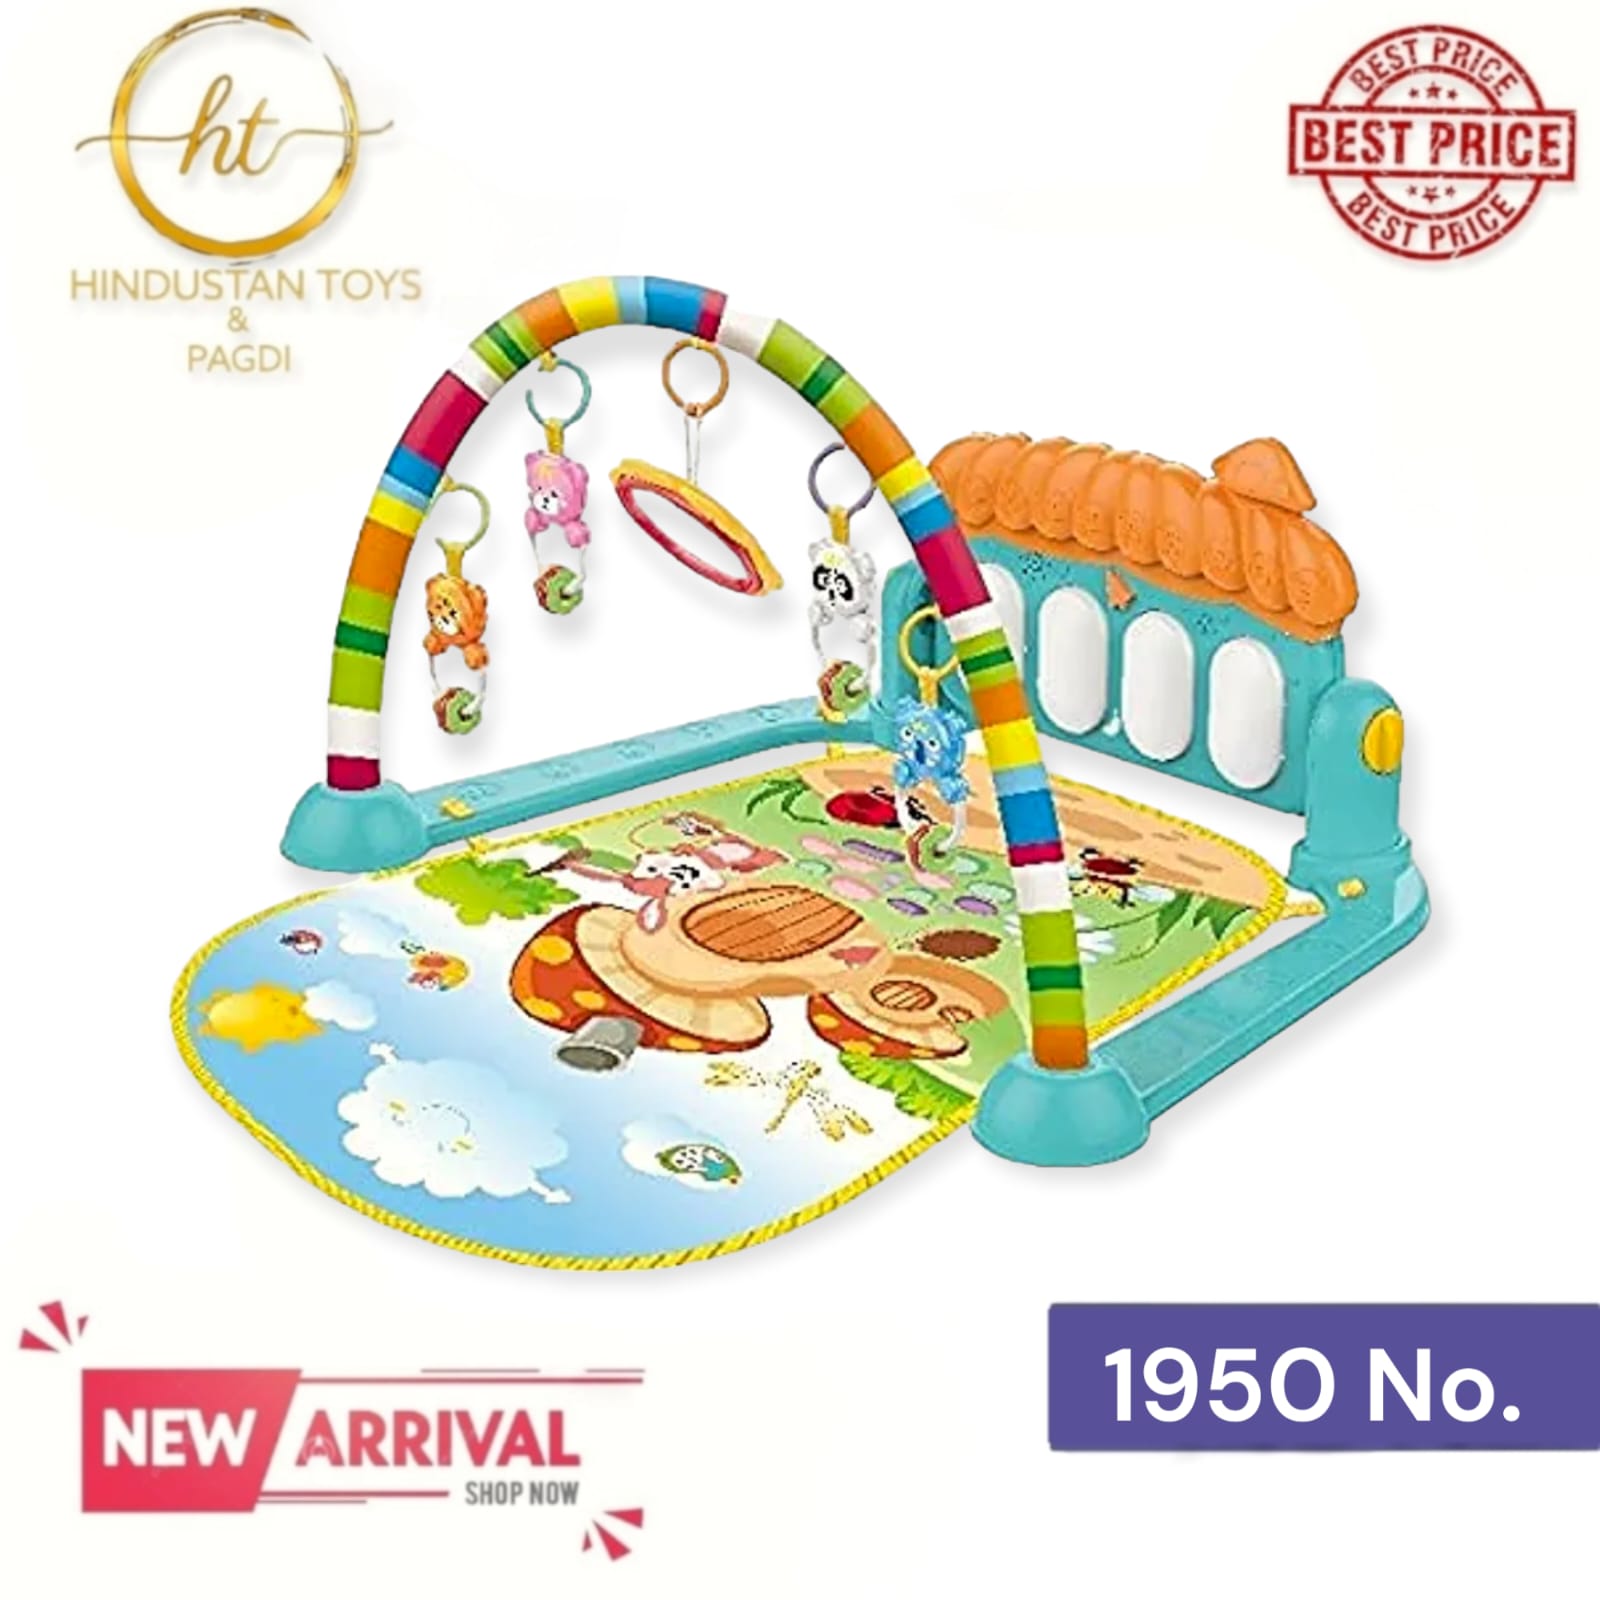 ht
HINDUSTAN TOYS
&
PAGDI
BEST PRICE
BEST PRICE
BEST PRICE
NEW ARRIVAL
SHOP NOW
1950 No.